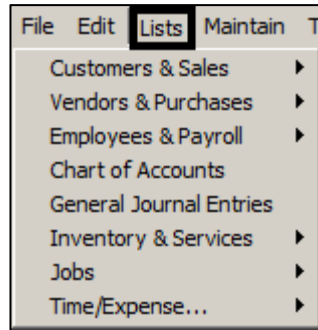 File Edit Lists Maintain
Customers & Sales
Vendors & Purchases
Employees & Payroll
Chart of Accounts
General Journal Entries
Inventory & Services
Jobs
Time/Expense...